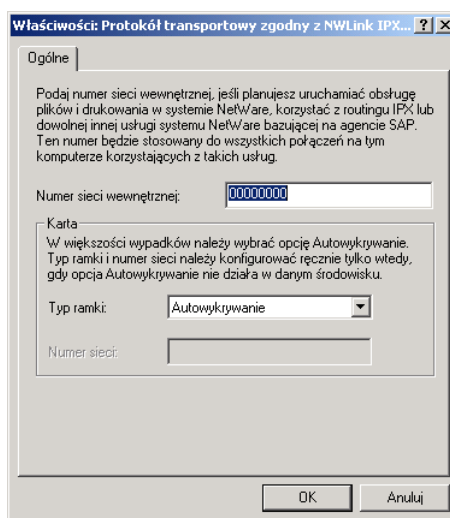 Właściwości: Protokół transportowy zgodny z NWLink IPX...
Ogólne
Podaj numer sieci wewnętrznej, jeśli planujesz uruchamiać obsługę
plików i drukowania w systemie NetWare, korzystać z routingu IPX lub
dowolnej innej usługi systemu NetWare bazującej na agencie SAP.
Ten numer będzie stosowany do wszystkich połączeń na tym
komputerze korzystających z takich usług.
Numer sieci wewnętrznej: 00000000
Karta
W większości wypadków należy wybrać opcję Autowykrywanie.
Typ ramki i numer sieci należy konfigurować ręcznie tylko wtedy,
gdy opcja Autowykrywanie nie działa w danym środowisku.
Typ ramki: Autowykrywanie
Numer sieci:
OK Anuluj